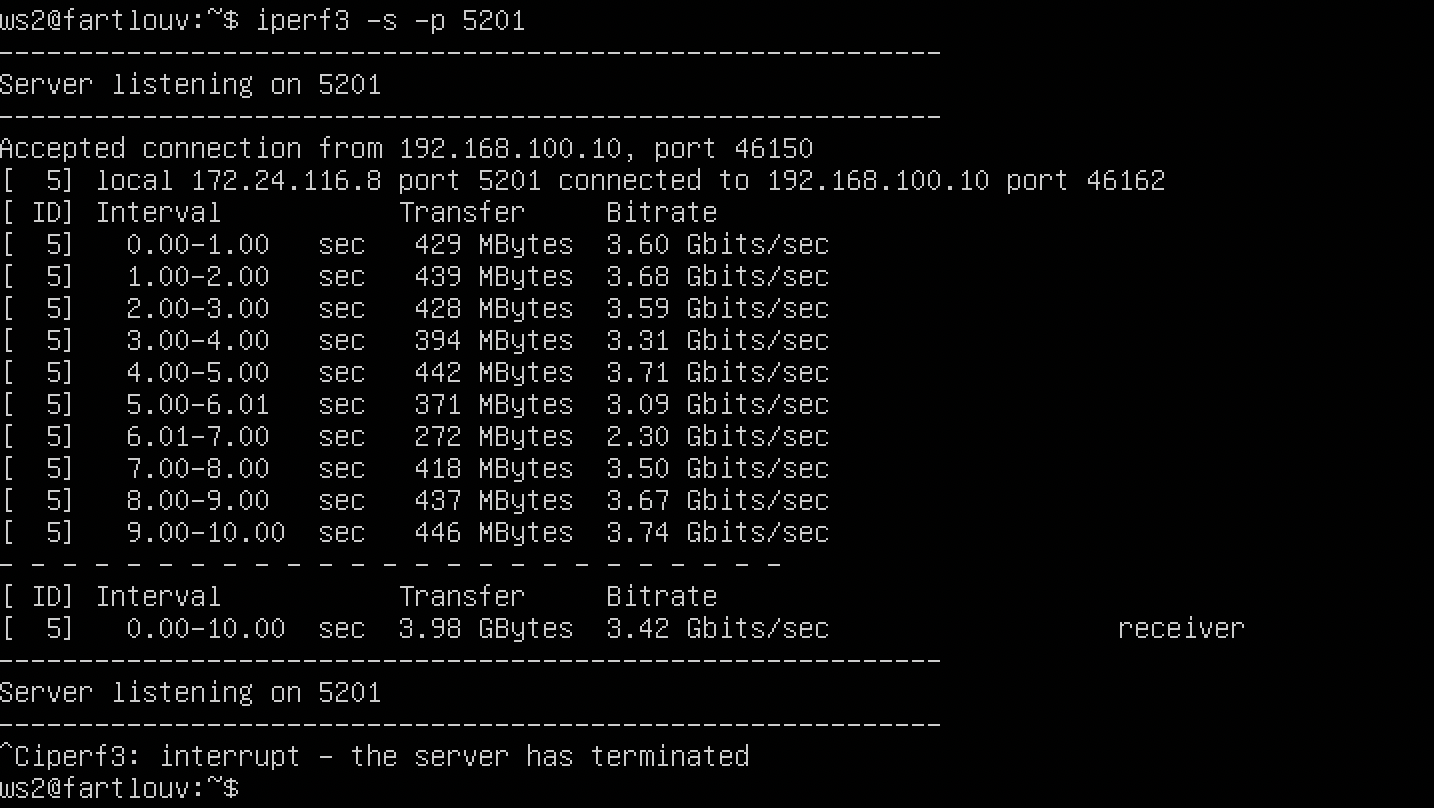 ws2@fartlouv:~$ iperf3 -s -p 5201
-----------------------------------------------------------
Server listening on 5201
-----------------------------------------------------------
Accepted connection from 192.168.100.10, port 46150
[  5] local 172.24.116.8 port 5201 connected to 192.168.100.10 port 46162
[ ID] Interval           Transfer     Bitrate
[  5]   0.00-1.00   sec   429 MBytes  3.60 Gbits/sec
[  5]   1.00-2.00   sec   439 MBytes  3.68 Gbits/sec
[  5]   2.00-3.00   sec   428 MBytes  3.59 Gbits/sec
[  5]   3.00-4.00   sec   394 MBytes  3.31 Gbits/sec
[  5]   4.00-5.00   sec   442 MBytes  3.71 Gbits/sec
[  5]   5.00-6.01   sec   371 MBytes  3.09 Gbits/sec
[  5]   6.01-7.00   sec   272 MBytes  2.30 Gbits/sec
[  5]   7.00-8.00   sec   418 MBytes  3.50 Gbits/sec
[  5]   8.00-9.00   sec   437 MBytes  3.67 Gbits/sec
[  5]   9.00-10.00  sec   446 MBytes  3.74 Gbits/sec
- - - - - - - - - - - - - - - - - - - - - - - - -
[ ID] Interval           Transfer     Bitrate
[  5]   0.00-10.00  sec  3.98 GBytes  3.42 Gbits/sec                  receiver
-----------------------------------------------------------
Server listening on 5201
-----------------------------------------------------------
^Ciperf3: interrupt - the server has terminated
ws2@fartlouv:~$